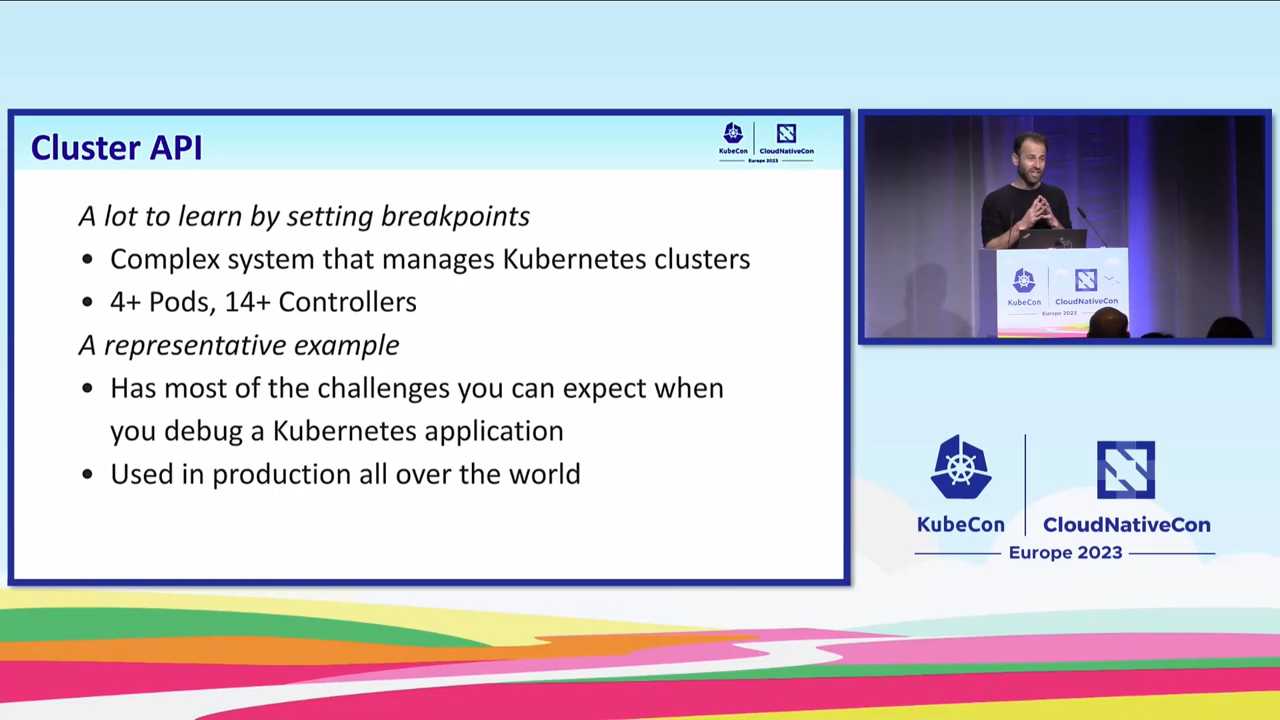 Cluster API
KubeCon
CloudNativeCon
Europe 2023
A lot to learn by setting breakpoints
• Complex system that manages Kubernetes clusters
• 4+ Pods, 14+ Controllers
A representative example
• Has most of the challenges you can expect when
you debug a Kubernetes application
• Used in production all over the world
KubeCon
CloudNativeCon
Europe 2023
KubeCon
CloudNativeCon
Europe 2023